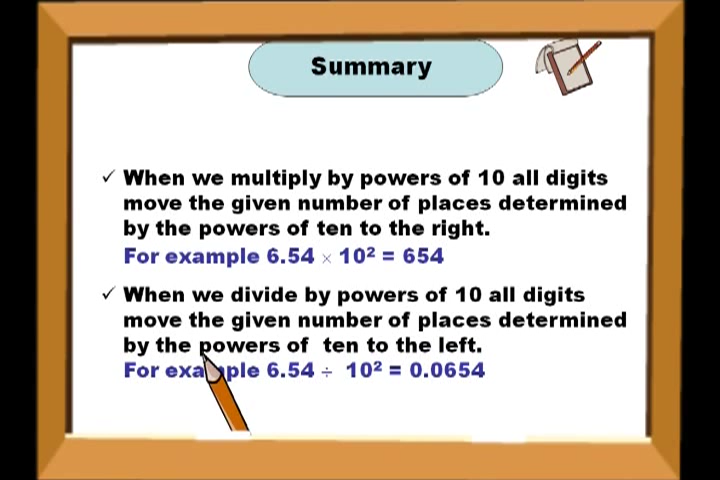 Summary
✓ When we multiply by powers of 10 all digits
move the given number of places determined
by the powers of ten to the right.
For example 6.54 × 10² = 654
✓ When we divide by powers of 10 all digits
move the given number of places determined
by the powers of ten to the left.
For example 6.54 ÷ 10² = 0.0654